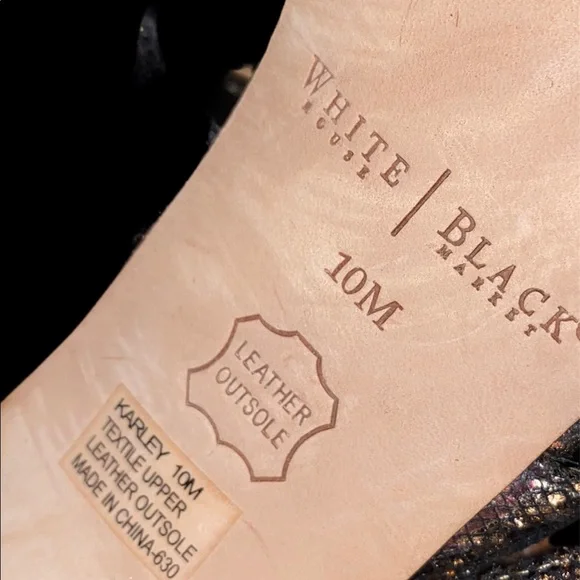 WHITE | BLACK
HOUSE MARKET
10M
LEATHER
OUTSOLE
KARLEY 10M
TEXTILE UPPER
LEATHER OUTSOLE
MADE IN CHINA-630